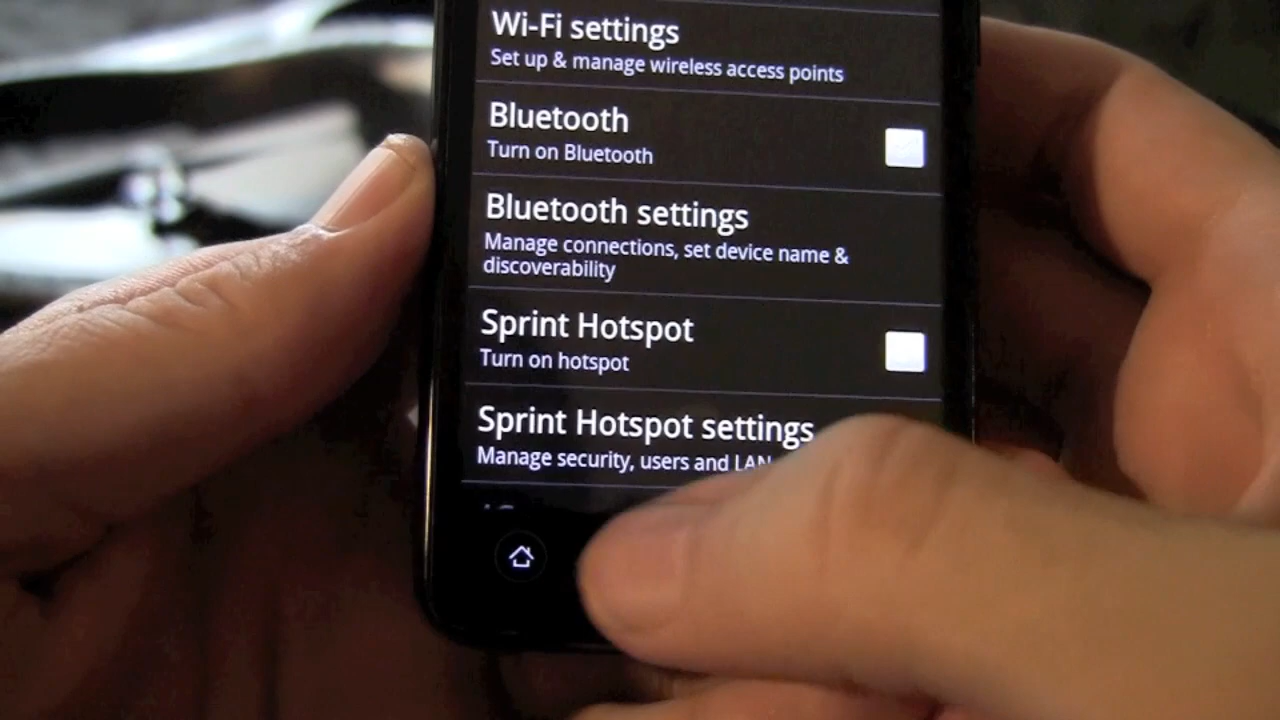 Wi-Fi settings
Set up & manage wireless access points
Bluetooth
Turn on Bluetooth
Bluetooth settings
Manage connections, set device name &
discoverability
Sprint Hotspot
Turn on hotspot
Sprint Hotspot settings
Manage security, users and LAN